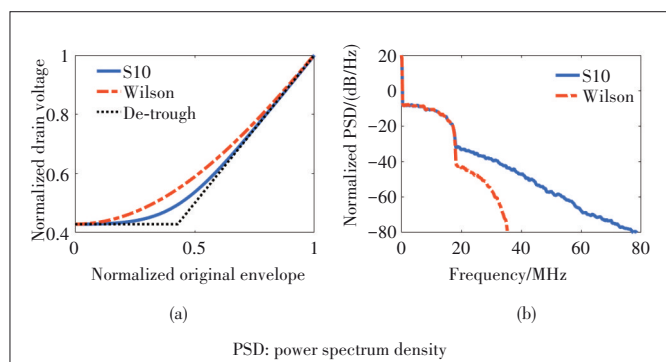 Normalized drain voltage
1
0.8
0.6
0.4
S10
Wilson
De-trough
0
0.5
1
Normalized original envelope
(a)
Normalized PSD/(dB/Hz)
20
0
−20
−40
−60
−80
S10
Wilson
0
20
40
60
80
Frequency/MHz
(b)
PSD: power spectrum density